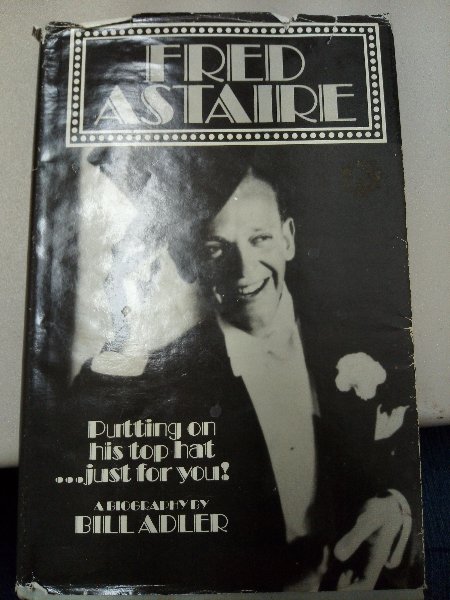 FRED
ASTAIRE
Putting on
his top hat
...just for you!
A BIOGRAPHY BY
BILL ADLER